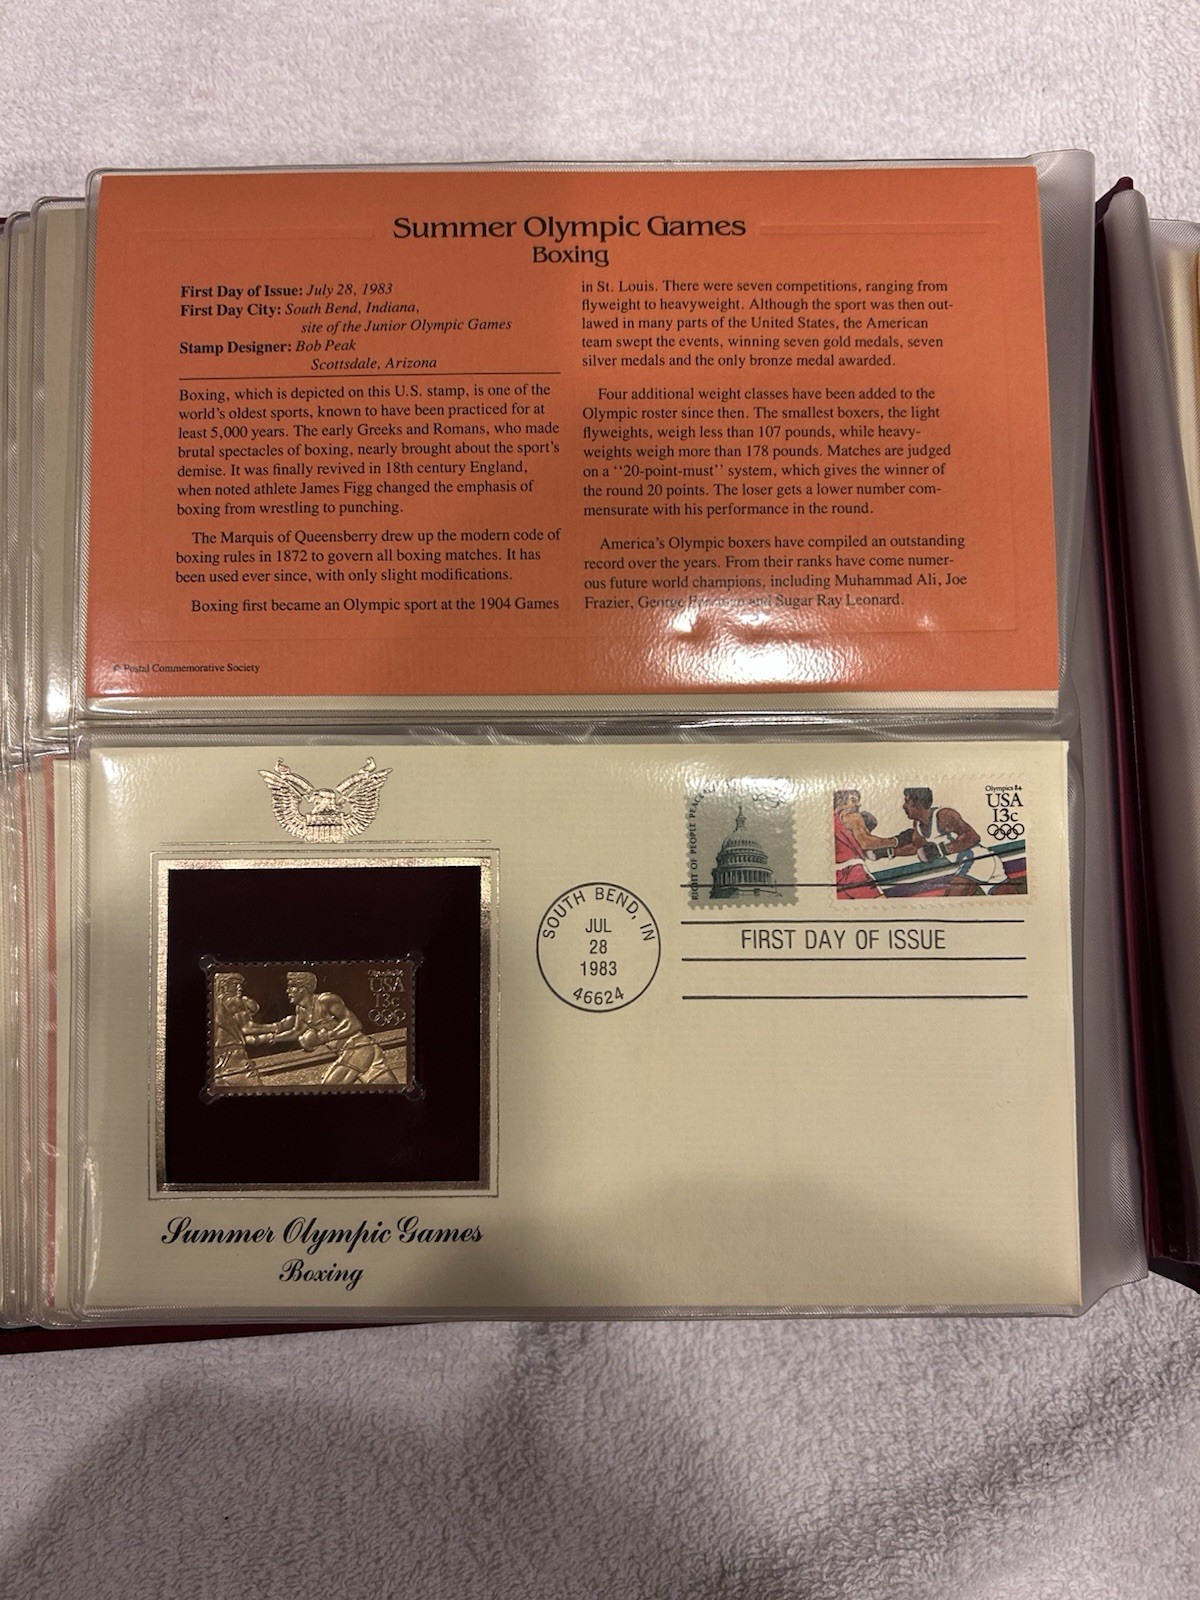 Summer Olympic Games
Boxing
First Day of Issue: July 28, 1983
First Day City: South Bend, Indiana,
site of the Junior Olympic Games
Stamp Designer: Bob Peak
Scottsdale, Arizona
Boxing, which is depicted on this U.S. stamp, is one of the
world's oldest sports, known to have been practiced for at
least 5,000 years. The early Greeks and Romans, who made
brutal spectacles of boxing, nearly brought about the sport's
demise. It was finally revived in 18th century England,
when noted athlete James Figg changed the emphasis of
boxing from wrestling to punching.
The Marquis of Queensberry drew up the modern code of
boxing rules in 1872 to govern all boxing matches. It has
been used ever since, with only slight modifications.
Boxing first became an Olympic sport at the 1904 Games
in St. Louis. There were seven competitions, ranging from
flyweight to heavyweight. Although the sport was then out-
lawed in many parts of the United States, the American
team swept the events, winning seven gold medals, seven
silver medals and the only bronze medal awarded.
Four additional weight classes have been added to the
Olympic roster since then. The smallest boxers, the light
flyweights, weigh less than 107 pounds, while heavy-
weights weigh more than 178 pounds. Matches are judged
on a "20-point-must" system, which gives the winner of
the round 20 points. The loser gets a lower number com-
mensurate with his performance in the round.
America's Olympic boxers have compiled an outstanding
record over the years. From their ranks have come numer-
ous future world champions, including Muhammad Ali, Joe
Frazier, George and Sugar Ray Leonard.
© Postal Commemorative Society
RIGHT OF PEOPLE PEACE
Olympics 84
USA
13c
SOUTH BEND, IN
JUL
28
1983
46624
FIRST DAY OF ISSUE
Olympics 84
USA
13c
Summer Olympic Games
Boxing